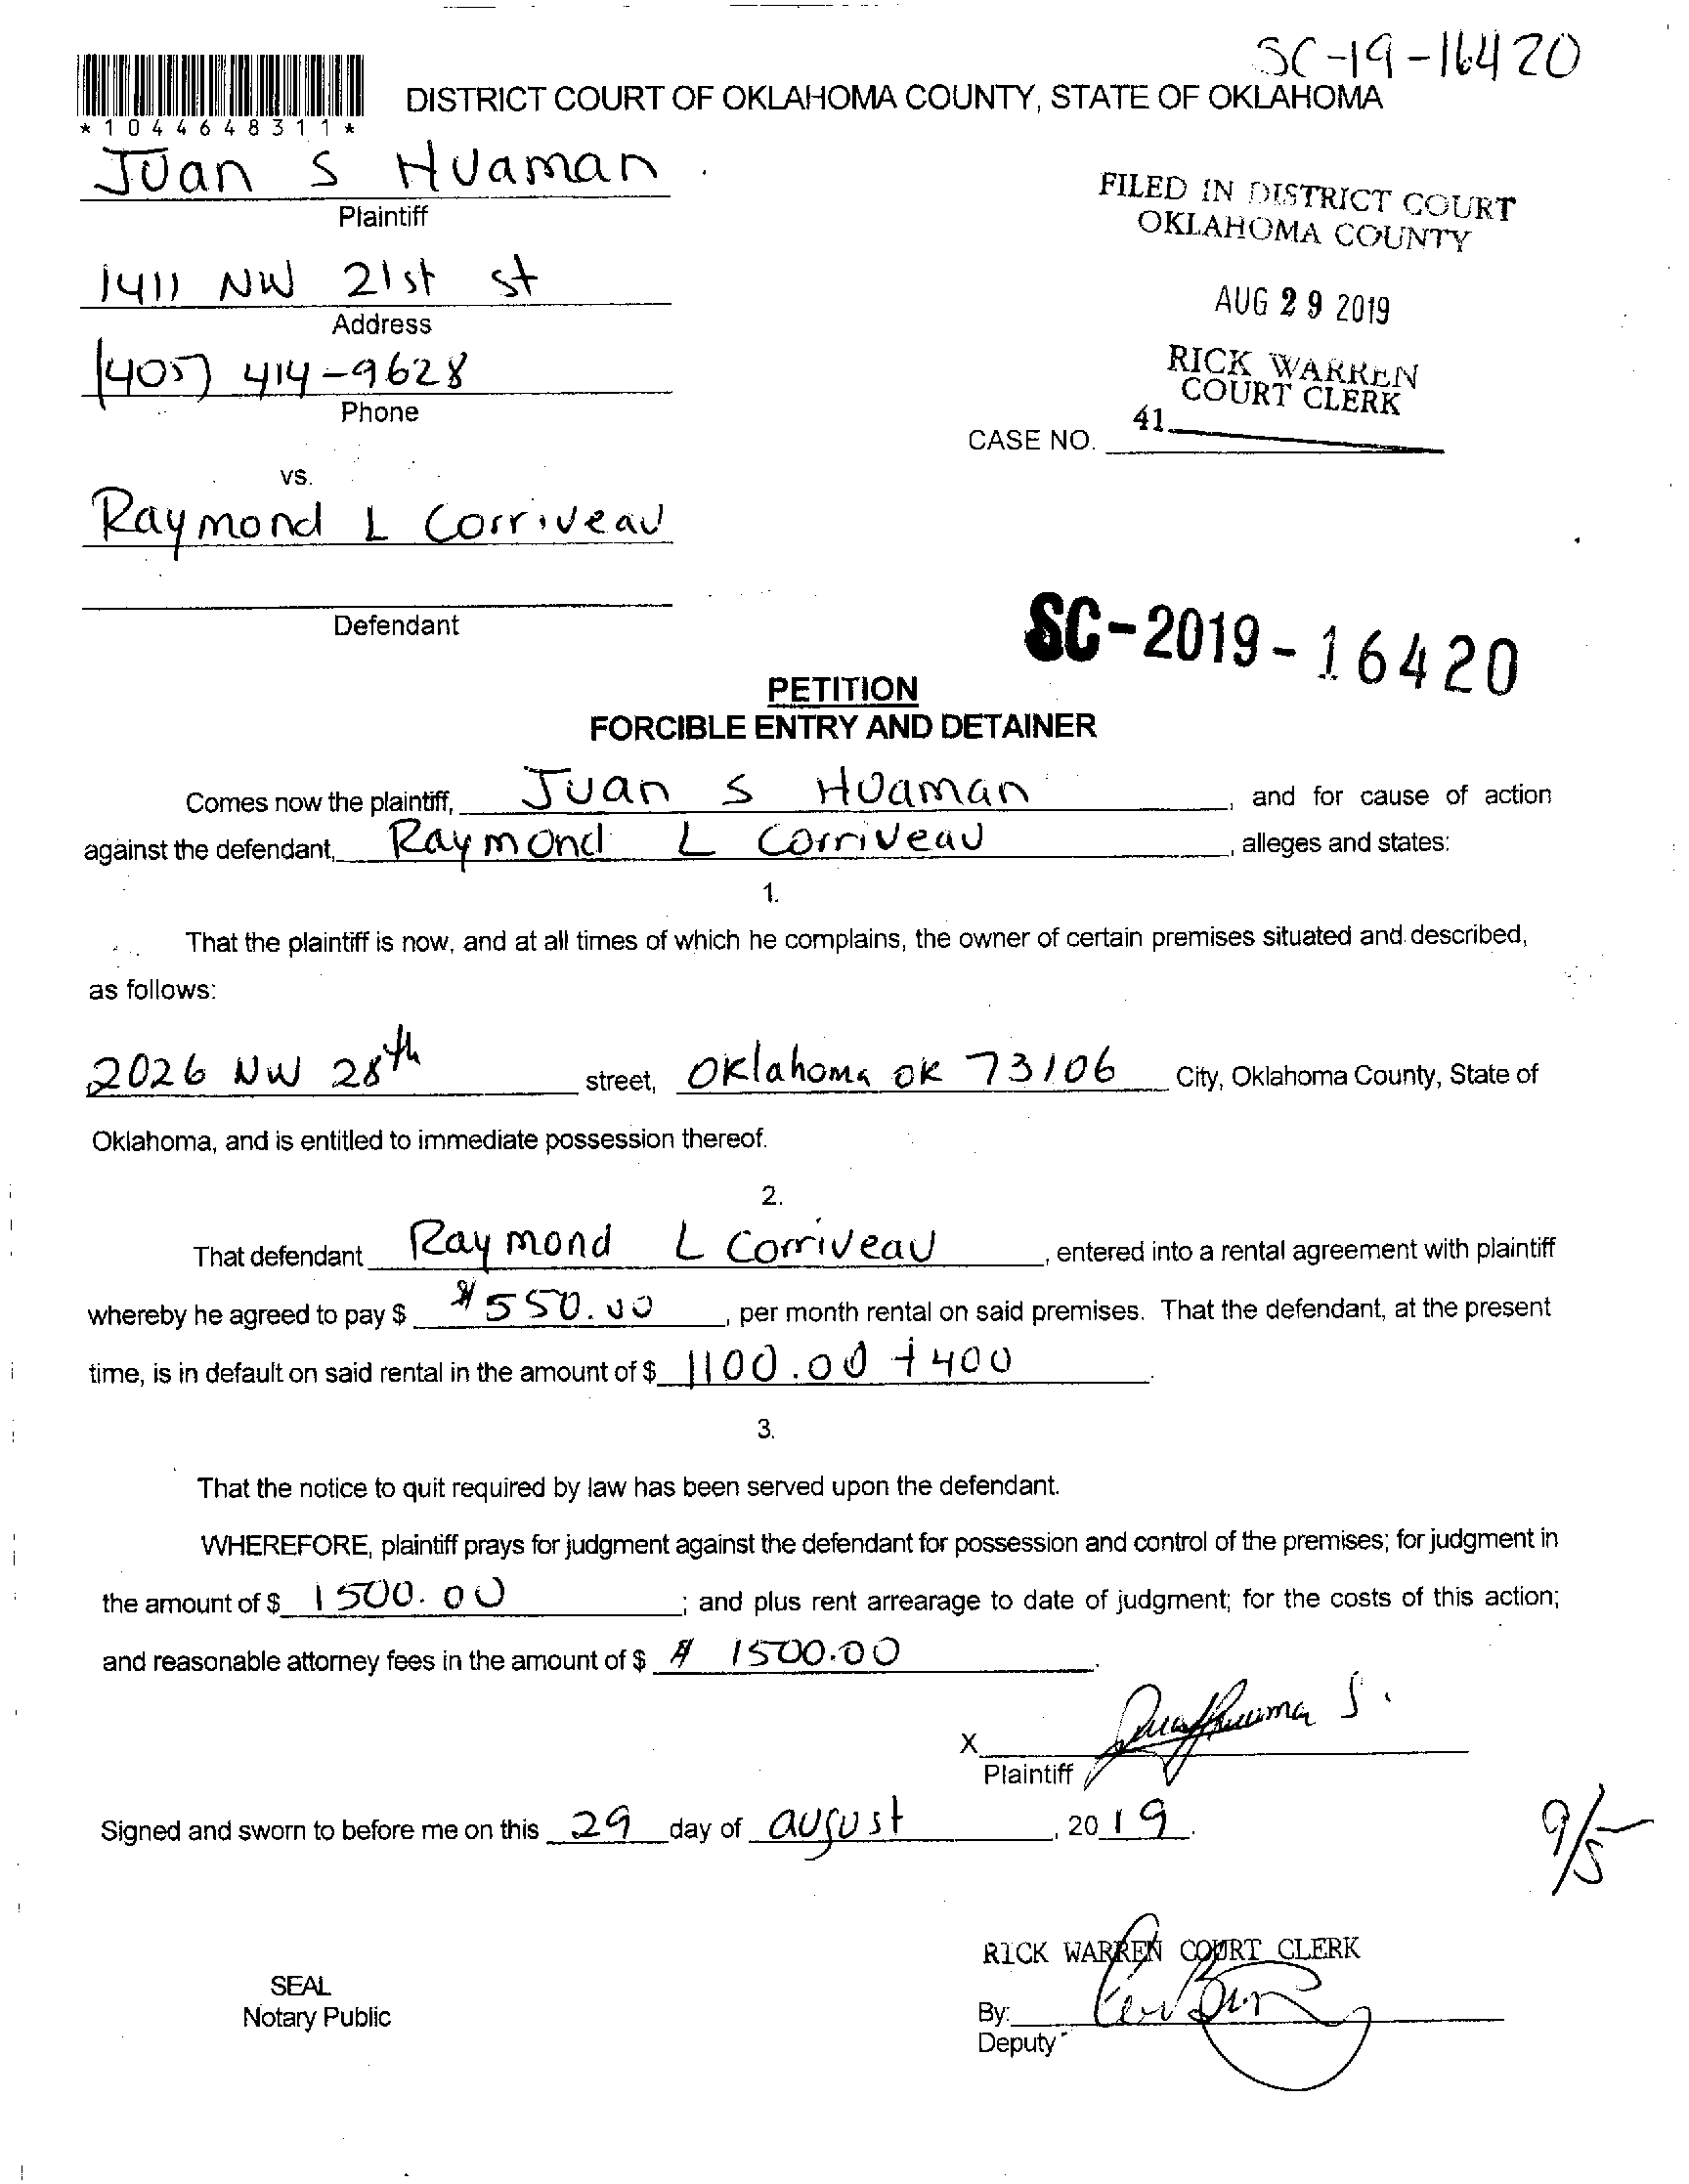 SC-19-16420
DISTRICT COURT OF OKLAHOMA COUNTY, STATE OF OKLAHOMA
*1044648311*
Juan S Huaman
Plaintiff
FILED IN DISTRICT COURT
OKLAHOMA COUNTY
1411 NW 21st st
Address
AUG 29 2019
(405) 414-9628
Phone
RICK WARREN
COURT CLERK
41
CASE NO.
vs.
Raymond L Corriveau
Defendant
SC-2019-16420
PETITION
FORCIBLE ENTRY AND DETAINER
Comes now the plaintiff, Juan S Huaman, and for cause of action
against the defendant, Raymond L Corriveau, alleges and states:
1.
That the plaintiff is now, and at all times of which he complains, the owner of certain premises situated and described,
as follows:
2026 NW 28th street, Oklahoma OK 73106 City, Oklahoma County, State of
Oklahoma, and is entitled to immediate possession thereof.
2.
That defendant Raymond L Corriveau, entered into a rental agreement with plaintiff
whereby he agreed to pay $ $550.00, per month rental on said premises. That the defendant, at the present
time, is in default on said rental in the amount of $ 1100.00 + 400.
3.
That the notice to quit required by law has been served upon the defendant.
WHEREFORE, plaintiff prays for judgment against the defendant for possession and control of the premises; for judgment in
the amount of $ 1500.00; and plus rent arrearage to date of judgment; for the costs of this action;
and reasonable attorney fees in the amount of $ $ 1500.00.
X
Plaintiff
Signed and sworn to before me on this 29 day of august, 2019.
9/5
RICK WARREN COURT CLERK
SEAL
Notary Public
By:
Deputy